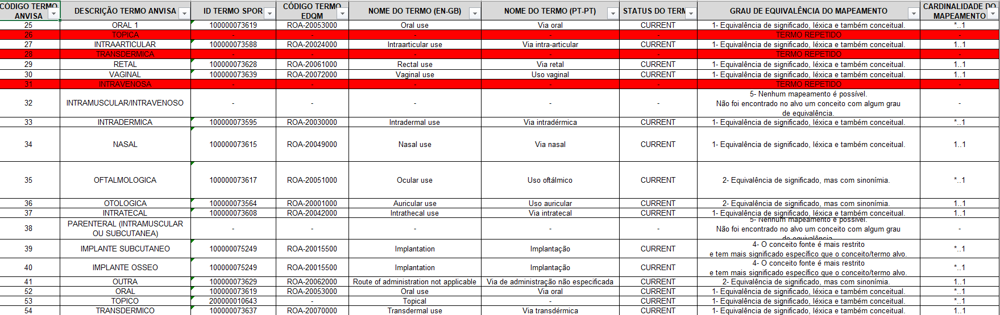 CÓDIGO TERMO ANVISA DESCRIÇÃO TERMO ANVISA ID TERMO SPOR CÓDIGO TERMO EDQM NOME DO TERMO (EN-GB) NOME DO TERMO (PT-PT) STATUS DO TERM GRAU DE EQUIVALÊNCIA DO MAPEAMENTO CARDINALIDADE DO MAPEAMENTO
25 ORAL 1 100000073619 ROA-20053000 Oral use Via oral CURRENT 1- Equivalência de significado, léxica e também conceitual. *..1
26 TOPICA - - - - - TERMO REPETIDO -
27 INTRAARTICULAR 100000073588 ROA-20024000 Intraarticular use Via intra-articular CURRENT 1- Equivalência de significado, léxica e também conceitual. 1..1
28 TRANSDERMICA - - - - - TERMO REPETIDO -
29 RETAL 100000073628 ROA-20061000 Rectal use Via retal CURRENT 1- Equivalência de significado, léxica e também conceitual. 1..1
30 VAGINAL 100000073639 ROA-20072000 Vaginal use Uso vaginal CURRENT 1- Equivalência de significado, léxica e também conceitual. 1..1
31 INTRAVENOSA - - - - - TERMO REPETIDO -
32 INTRAMUSCULAR/INTRAVENOSO - - - - - 5- Nenhum mapeamento é possível.
Não foi encontrado no alvo um conceito com algum grau
de equivalência. -
33 INTRADERMICA 100000073595 ROA-20030000 Intradermal use Via intradérmica CURRENT 1- Equivalência de significado, léxica e também conceitual. *..1
34 NASAL 100000073615 ROA-20049000 Nasal use Via nasal CURRENT 1- Equivalência de significado, léxica e também conceitual. 1..1
35 OFTALMOLOGICA 100000073617 ROA-20051000 Ocular use Uso oftálmico CURRENT 2- Equivalência de significado, mas com sinonímia. *..1
36 OTOLOGICA 100000073564 ROA-20001000 Auricular use Uso auricular CURRENT 2- Equivalência de significado, mas com sinonímia. 1..1
37 INTRATECAL 100000073608 ROA-20042000 Intrathecal use Via intratecal CURRENT 1- Equivalência de significado, léxica e também conceitual. 1..1
38 PARENTERAL (INTRAMUSCULAR
OU SUBCUTANEA) - - - - - 5- Nenhum mapeamento é possível.
Não foi encontrado no alvo um conceito com algum grau
de equivalência. -
39 IMPLANTE SUBCUTANEO 100000075249 ROA-20015500 Implantation Implantação CURRENT 4- O conceito fonte é mais restrito
e tem mais significado específico que o conceito/termo alvo. *..1
40 IMPLANTE OSSEO 100000075249 ROA-20015500 Implantation Implantação CURRENT 4- O conceito fonte é mais restrito
e tem mais significado específico que o conceito/termo alvo. *..1
41 OUTRA 100000073629 ROA-20062000 Route of administration not applicable Via de administração não especificada CURRENT 2- Equivalência de significado, mas com sinonímia. 1..1
52 ORAL 100000073619 ROA-20053000 Oral use Via oral CURRENT 1- Equivalência de significado, léxica e também conceitual. *..1
53 TOPICO 200000010643 - Topical - CURRENT 1- Equivalência de significado, léxica e também conceitual. *..1
54 TRANSDERMICO 100000073637 ROA-20070000 Transdermal use Via transdérmica CURRENT 1- Equivalência de significado, léxica e também conceitual. 1..1